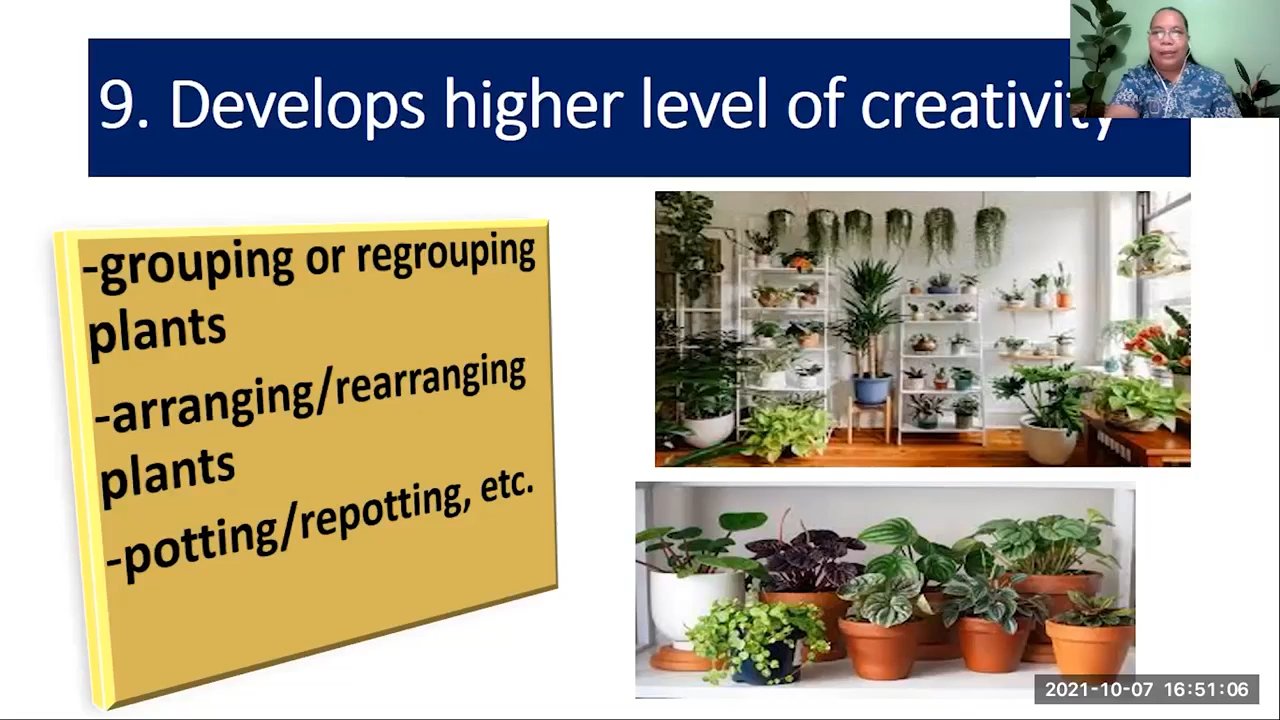 9. Develops higher level of creativity
-grouping or regrouping
plants
-arranging/rearranging
plants
-potting/repotting, etc.
2021-10-07 16:51:06